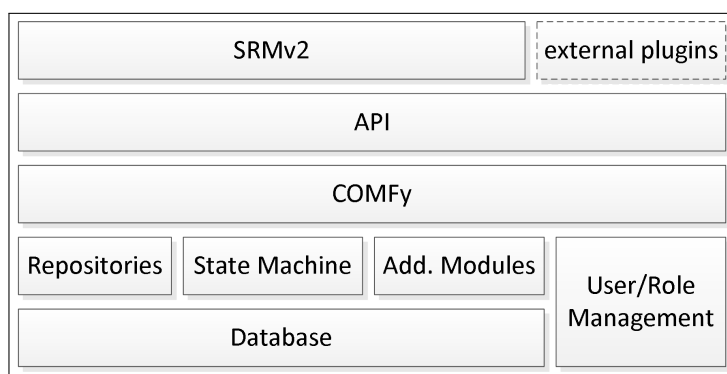 SRMv2
external plugins
API
COMFy
Repositories
State Machine
Add. Modules
User/Role
Management
Database